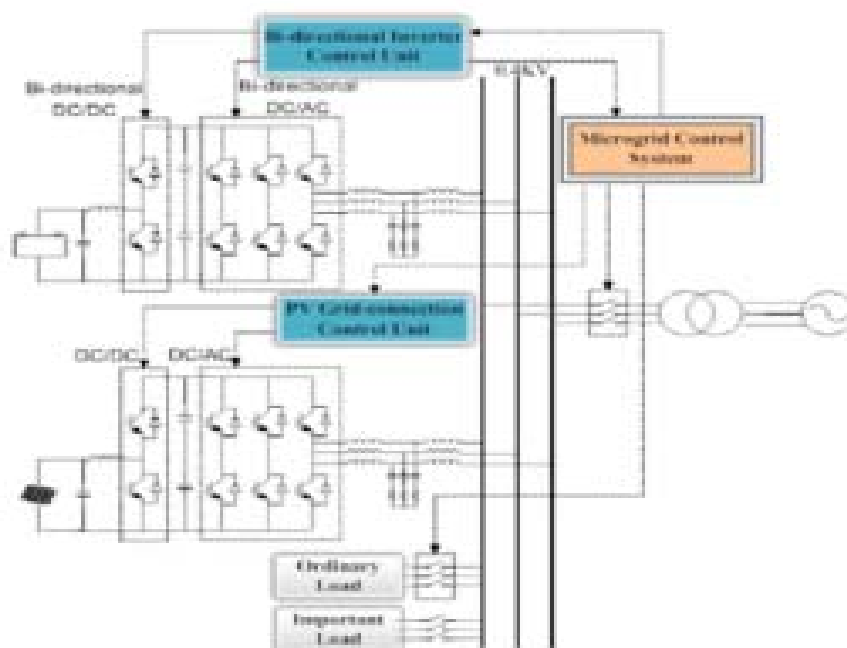 Bi-directional Inverter
Control Unit
0.4KV
Bi-directional
DC/DC
Bi-directional
DC/AC
Microgrid Control
System
PV Grid-connection
Control Unit
DC/DC
DC/AC
Ordinary
Load
Important
Load